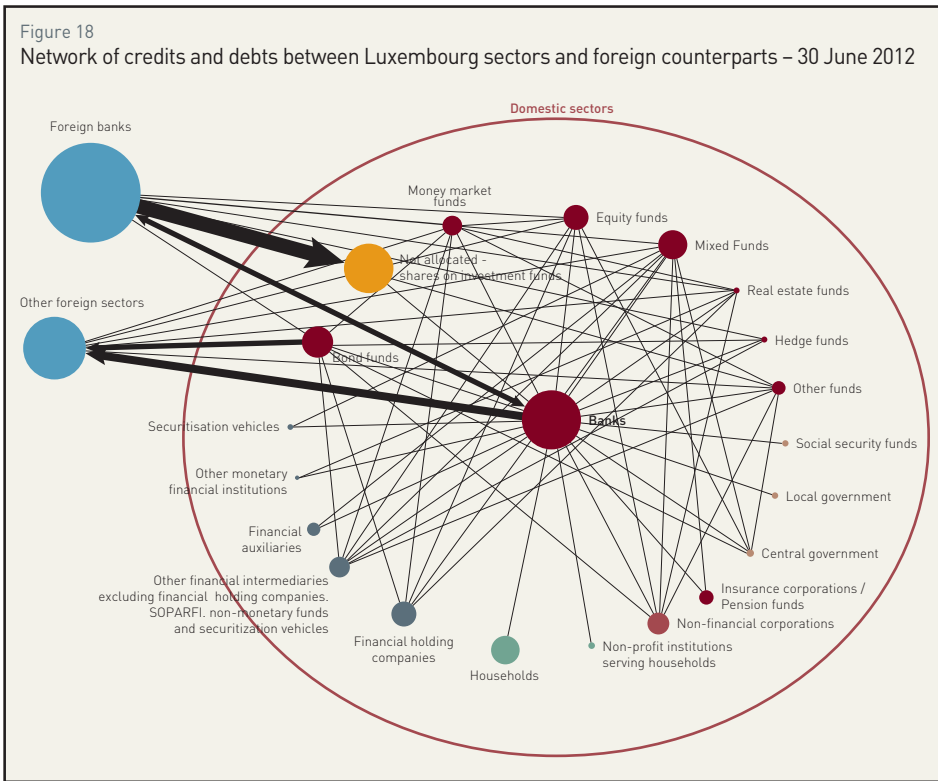 Figure 18
Network of credits and debts between Luxembourg sectors and foreign counterparts – 30 June 2012
Domestic sectors
Foreign banks
Money market
funds
Equity funds
Mixed Funds
Not allocated -
shares on investment funds
Real estate funds
Other foreign sectors
Hedge funds
Bond funds
Other funds
Banks
Securitisation vehicles
Social security funds
Other monetary
financial institutions
Local government
Financial
auxiliaries
Central government
Other financial intermediaries
excluding financial holding companies.
SOPARFI. non-monetary funds
and securitization vehicles
Insurance corporations /
Pension funds
Non-financial corporations
Financial holding
companies
Non-profit institutions
serving households
Households